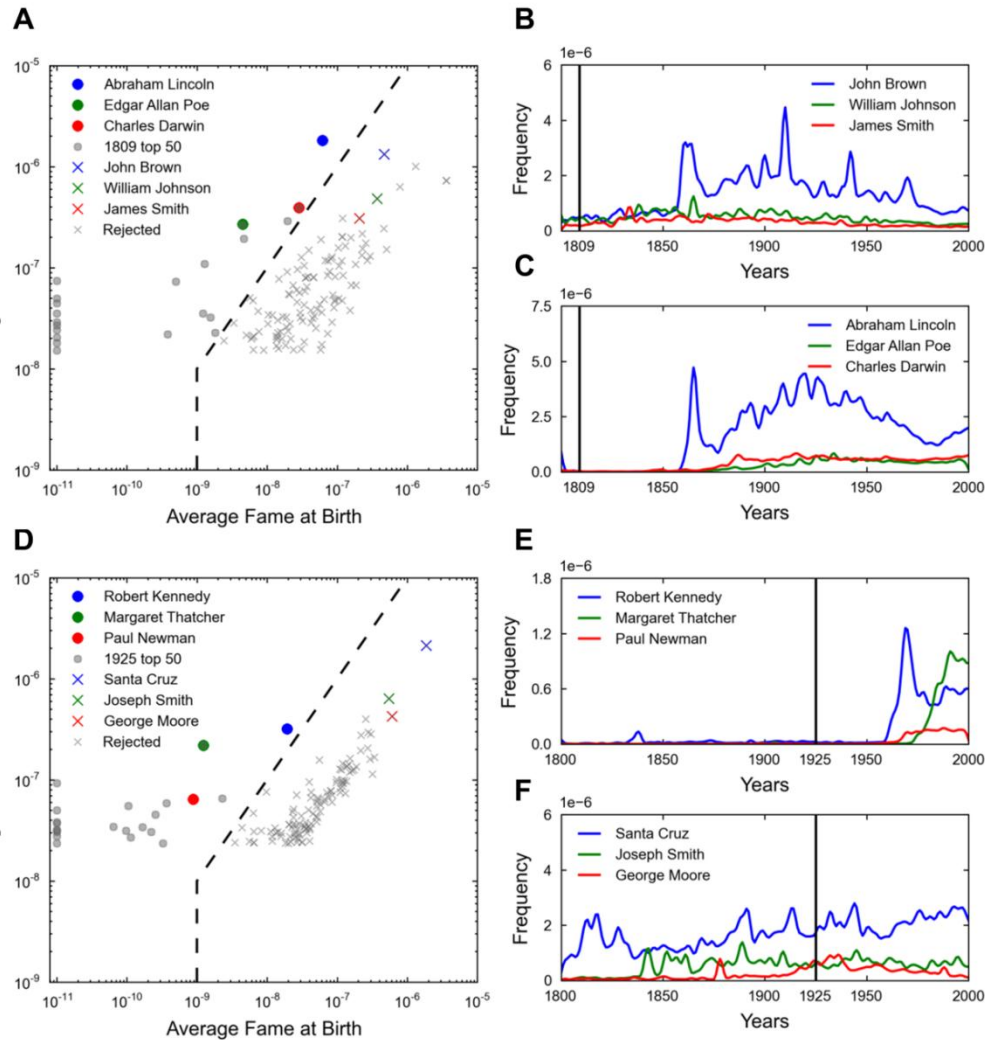 A
10⁻⁵
10⁻⁶
10⁻⁷
10⁻⁸
10⁻⁹
Abraham Lincoln
Edgar Allan Poe
Charles Darwin
1809 top 50
John Brown
William Johnson
James Smith
Rejected
10⁻¹¹ 10⁻¹⁰ 10⁻⁹ 10⁻⁸ 10⁻⁷ 10⁻⁶ 10⁻⁵
Average Fame at Birth
B
1e−6
6
4
2
0
Frequency
John Brown
William Johnson
James Smith
1809 1850 1900 1950 2000
Years
C
1e−6
7.5
5.0
2.5
0.0
Frequency
Abraham Lincoln
Edgar Allan Poe
Charles Darwin
1809 1850 1900 1950 2000
Years
D
10⁻⁵
10⁻⁶
10⁻⁷
10⁻⁸
10⁻⁹
Robert Kennedy
Margaret Thatcher
Paul Newman
1925 top 50
Santa Cruz
Joseph Smith
George Moore
Rejected
10⁻¹¹ 10⁻¹⁰ 10⁻⁹ 10⁻⁸ 10⁻⁷ 10⁻⁶ 10⁻⁵
Average Fame at Birth
E
1e−6
1.8
1.2
0.6
0.0
Frequency
Robert Kennedy
Margaret Thatcher
Paul Newman
1800 1850 1900 1925 1950 2000
Years
F
1e−6
6
4
2
0
Frequency
Santa Cruz
Joseph Smith
George Moore
1800 1850 1900 1925 1950 2000
Years